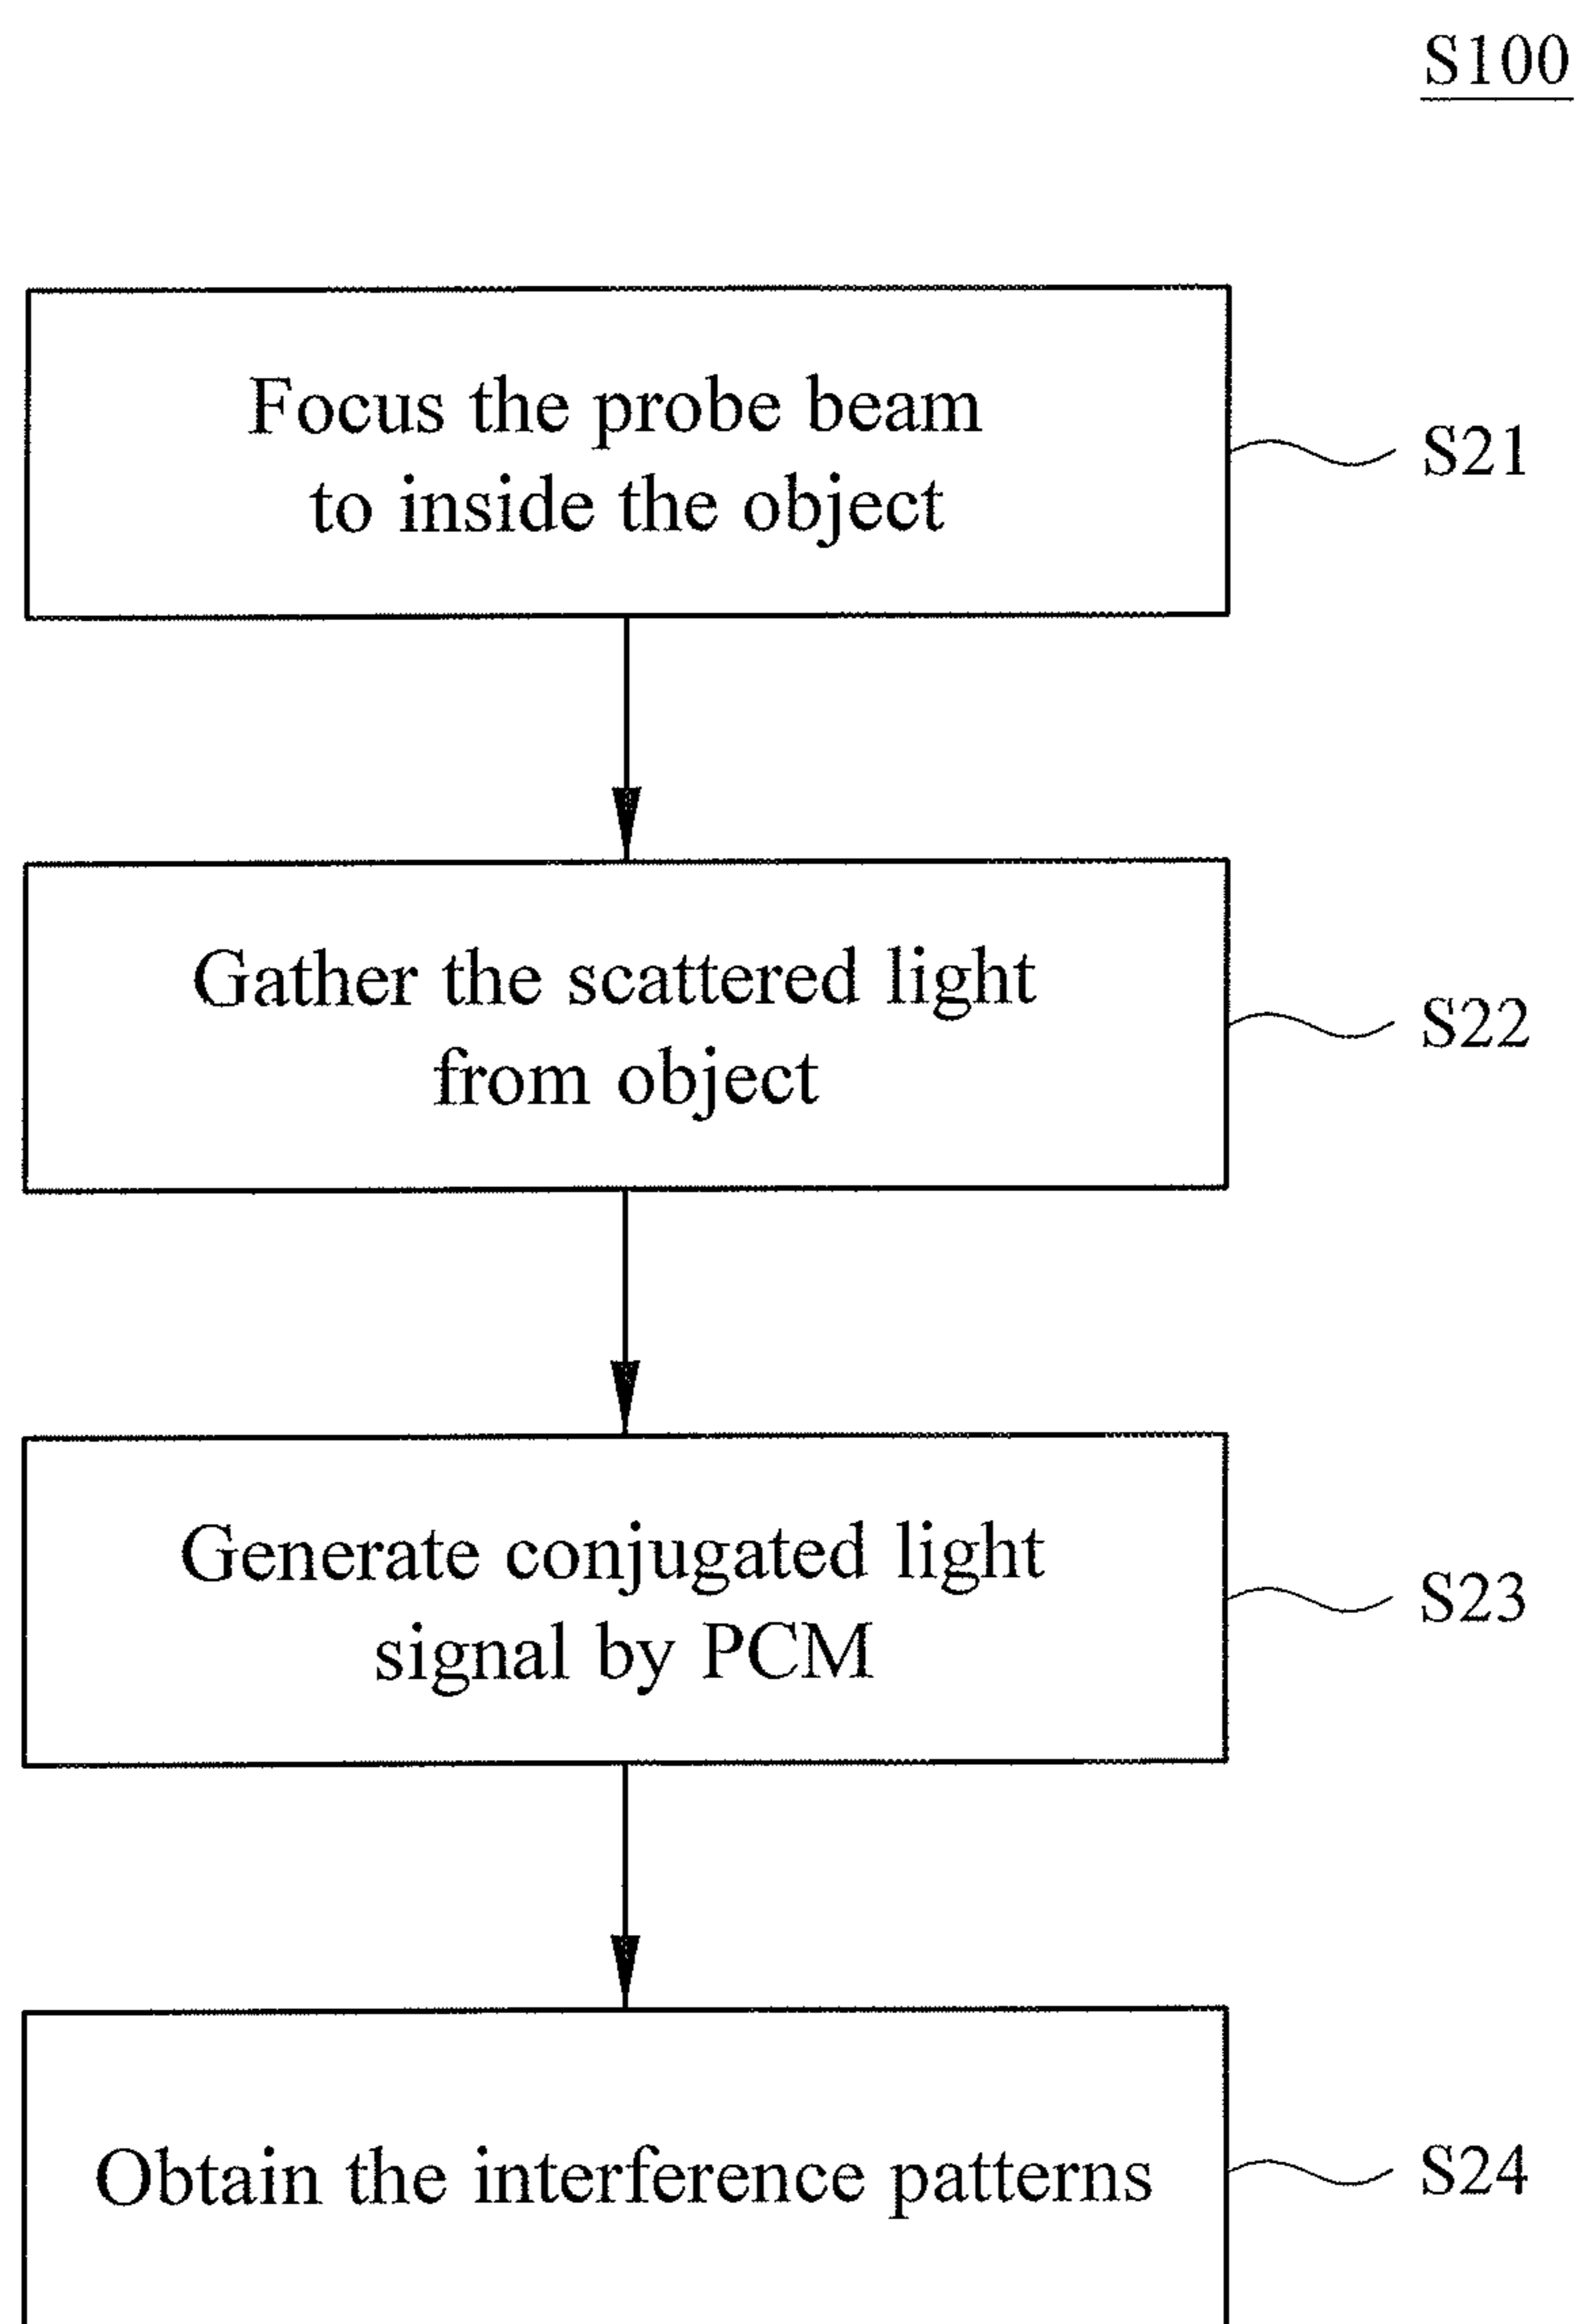 S100
Focus the probe beam
to inside the object
S21
Gather the scattered light
from object
S22
Generate conjugated light
signal by PCM
S23
Obtain the interference patterns
S24